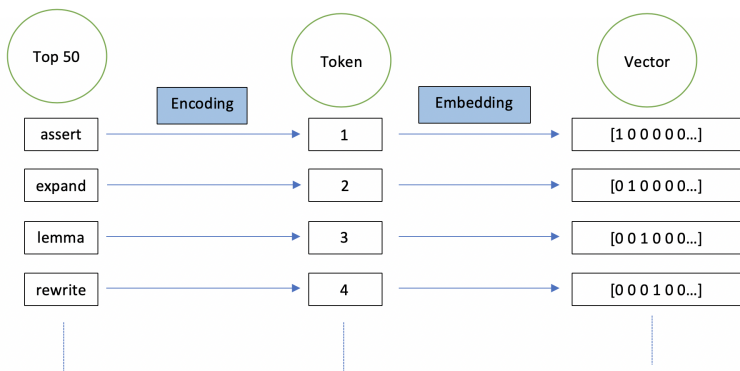 Top 50
Token
Vector
Encoding
Embedding
assert
1
[1 0 0 0 0 0...]
expand
2
[0 1 0 0 0 0...]
lemma
3
[0 0 1 0 0 0...]
rewrite
4
[0 0 0 1 0 0...]